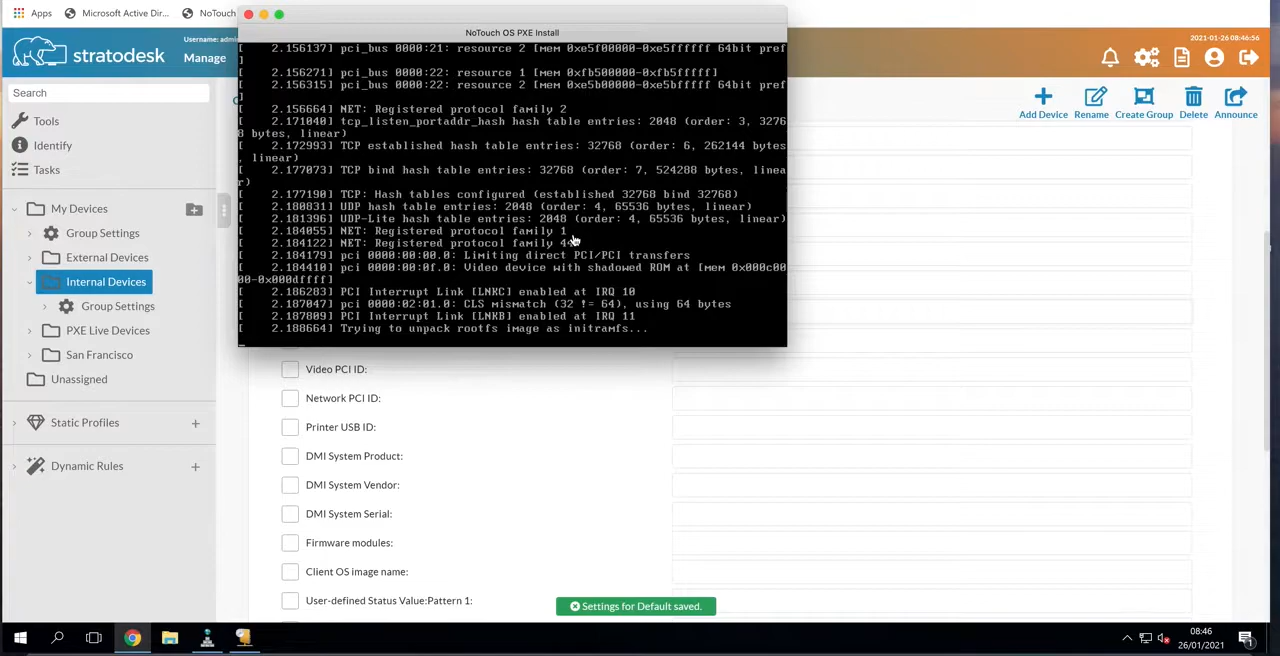 Apps
Microsoft Active Dir...
NoTouch
NoTouch OS PXE Install
stratodesk
Username: admi
Manage
2021-01-26 08:46:56
[    2.156137] pci_bus 0000:21: resource 2 [mem 0xe5f00000-0xe5ffffff 64bit pref
]
[    2.156271] pci_bus 0000:22: resource 1 [mem 0xfb500000-0xfb5fffff]
[    2.156315] pci_bus 0000:22: resource 2 [mem 0xe5b00000-0xe5bfffff 64bit pref
]
[    2.156664] NET: Registered protocol family 2
[    2.171040] tcp_listen_portaddr_hash hash table entries: 2048 (order: 3, 3276
8 bytes, linear)
[    2.172993] TCP established hash table entries: 32768 (order: 6, 262144 bytes
, linear)
[    2.177073] TCP bind hash table entries: 32768 (order: 7, 524288 bytes, linea
r)
[    2.177190] TCP: Hash tables configured (established 32768 bind 32768)
[    2.180831] UDP hash table entries: 2048 (order: 4, 65536 bytes, linear)
[    2.181396] UDP-Lite hash table entries: 2048 (order: 4, 65536 bytes, linear)
[    2.184055] NET: Registered protocol family 1
[    2.184122] NET: Registered protocol family 44
[    2.184179] pci 0000:00:00.0: Limiting direct PCI/PCI transfers
[    2.184410] pci 0000:00:0f.0: Video device with shadowed ROM at [mem 0x000c00
00-0x000dffff]
[    2.186283] PCI Interrupt Link [LNKC] enabled at IRQ 10
[    2.187047] pci 0000:02:01.0: CLS mismatch (32 != 64), using 64 bytes
[    2.187809] PCI Interrupt Link [LNKB] enabled at IRQ 11
[    2.188664] Trying to unpack rootfs image as initramfs...
Search
Tools
Identify
Tasks
My Devices
Group Settings
External Devices
Internal Devices
Group Settings
PXE Live Devices
San Francisco
Unassigned
Static Profiles
Dynamic Rules
Add Device
Rename
Create Group
Delete
Announce
Video PCI ID:
Network PCI ID:
Printer USB ID:
DMI System Product:
DMI System Vendor:
DMI System Serial:
Firmware modules:
Client OS image name:
User-defined Status Value:Pattern 1:
Settings for Default saved.
08:46
26/01/2021
1